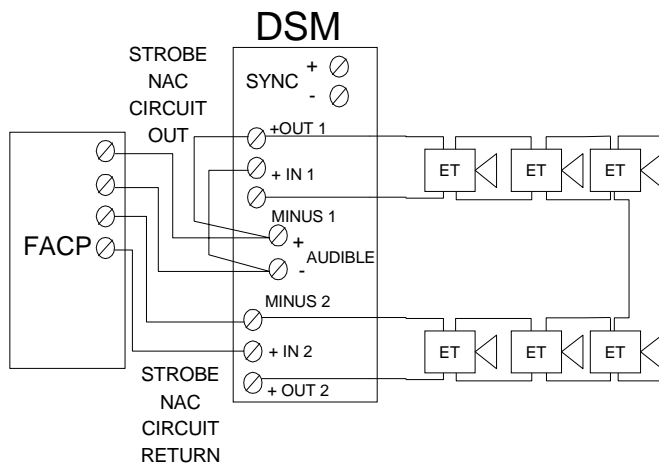 DSM
STROBE
NAC
CIRCUIT
OUT
SYNC
+
-
+OUT 1
+ IN 1
MINUS 1
+
AUDIBLE
-
MINUS 2
+ IN 2
+ OUT 2
FACP
STROBE
NAC
CIRCUIT
RETURN
ET
ET
ET
ET
ET
ET